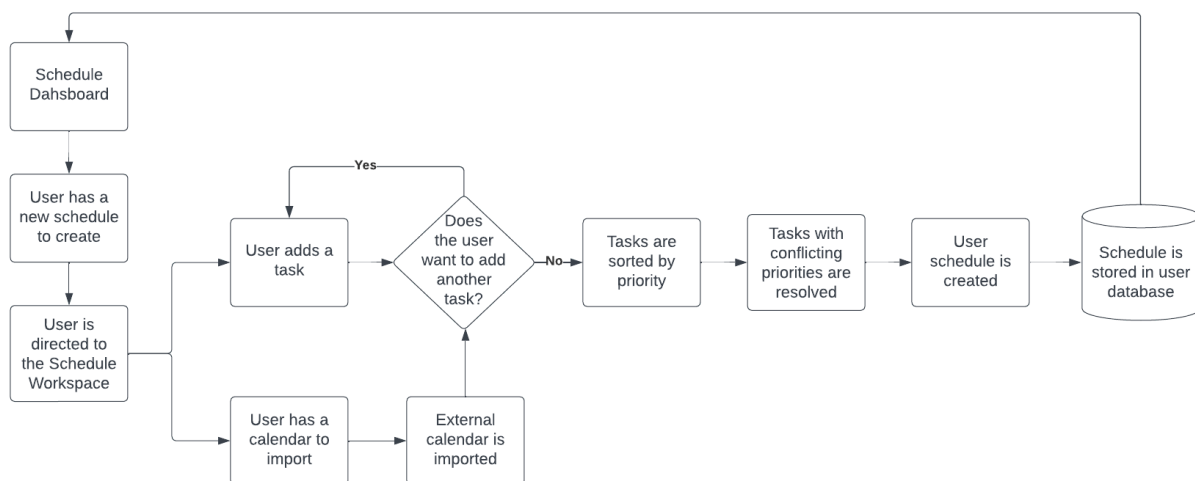 Schedule
Dahsboard
User has a
new schedule
to create
User is
directed to
the Schedule
Workspace
User adds a
task
User has a
calendar to
import
External
calendar is
imported
Yes
Does
the user
want to add
another
task?
No
Tasks are
sorted by
priority
Tasks with
conflicting
priorities are
resolved
User
schedule is
created
Schedule is
stored in user
database